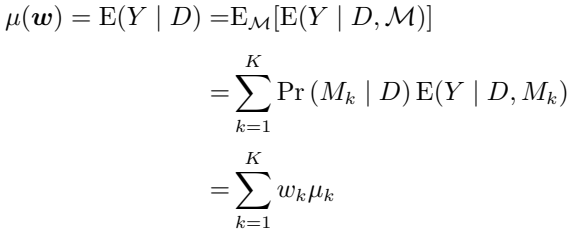 μ(w) = E(Y | D) =E_ℳ[E(Y | D, ℳ)]
=∑_{k=1}^{K} Pr (M_k | D) E(Y | D, M_k)
=∑_{k=1}^{K} w_k μ_k